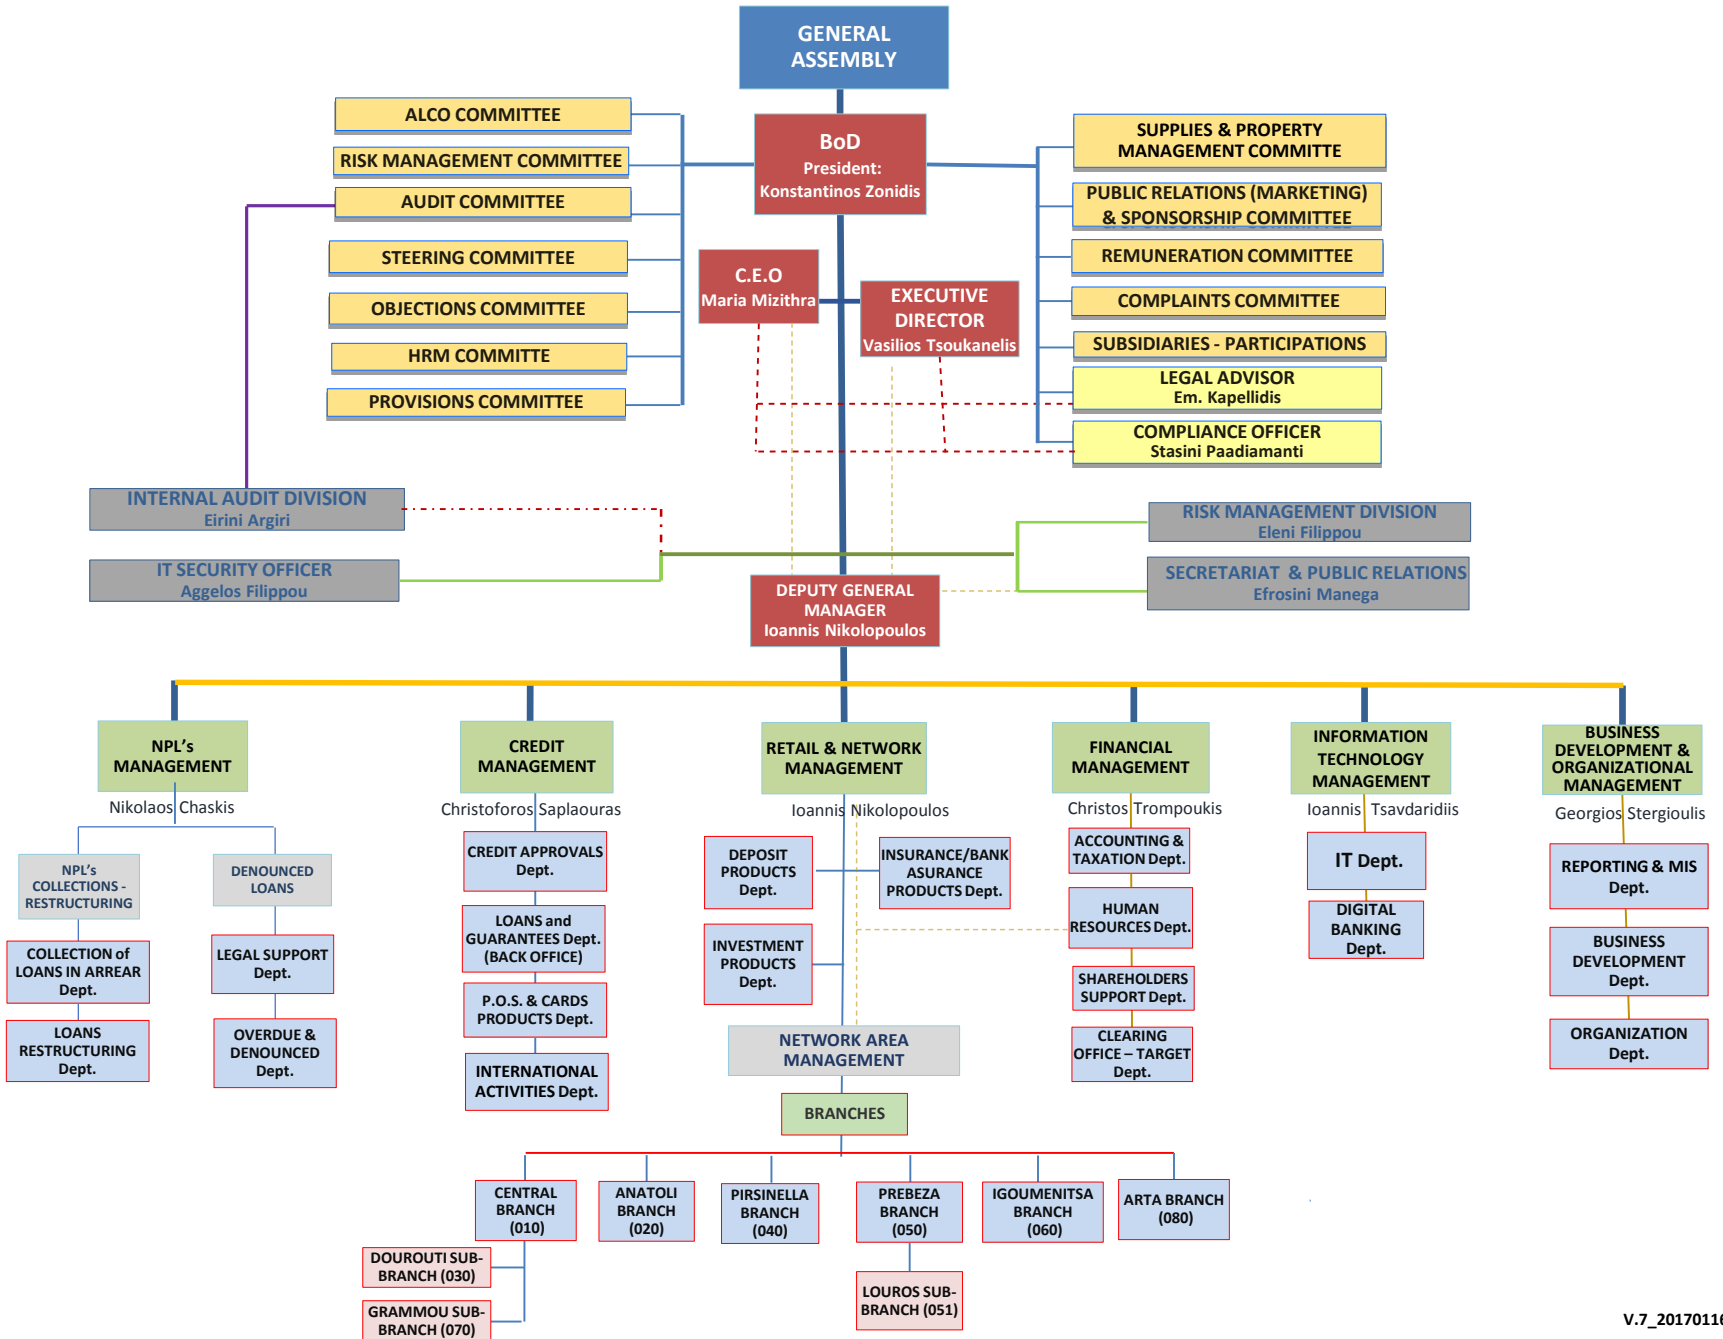 GENERAL
ASSEMBLY
ALCO COMMITTEE
RISK MANAGEMENT COMMITTEE
AUDIT COMMITTEE
STEERING COMMITTEE
OBJECTIONS COMMITTEE
HRM COMMITTE
PROVISIONS COMMITTEE
BoD
President:
Konstantinos Zonidis
SUPPLIES & PROPERTY
MANAGEMENT COMMITTE
PUBLIC RELATIONS (MARKETING)
& SPONSORSHIP COMMITTEE
REMUNERATION COMMITTEE
COMPLAINTS COMMITTEE
SUBSIDIARIES - PARTICIPATIONS
LEGAL ADVISOR
Em. Kapellidis
COMPLIANCE OFFICER
Stasini Paadiamanti
C.E.O
Maria Mizithra
EXECUTIVE
DIRECTOR
Vasilios Tsoukanelis
INTERNAL AUDIT DIVISION
Eirini Argiri
IT SECURITY OFFICER
Aggelos Filippou
RISK MANAGEMENT DIVISION
Eleni Filippou
SECRETARIAT & PUBLIC RELATIONS
Efrosini Manega
DEPUTY GENERAL
MANAGER
Ioannis Nikolopoulos
NPL's
MANAGEMENT
Nikolaos Chaskis
NPL's
COLLECTIONS -
RESTRUCTURING
COLLECTION of
LOANS IN ARREAR
Dept.
LOANS
RESTRUCTURING
Dept.
DENOUNCED
LOANS
LEGAL SUPPORT
Dept.
OVERDUE &
DENOUNCED
Dept.
CREDIT
MANAGEMENT
Christoforos Saplaouras
CREDIT APPROVALS
Dept.
LOANS and
GUARANTEES Dept.
(BACK OFFICE)
P.O.S. & CARDS
PRODUCTS Dept.
INTERNATIONAL
ACTIVITIES Dept.
RETAIL & NETWORK
MANAGEMENT
Ioannis Nikolopoulos
DEPOSIT
PRODUCTS
Dept.
INSURANCE/BANK
ASURANCE
PRODUCTS Dept.
INVESTMENT
PRODUCTS
Dept.
NETWORK AREA
MANAGEMENT
BRANCHES
FINANCIAL
MANAGEMENT
Christos Trompoukis
ACCOUNTING &
TAXATION Dept.
HUMAN
RESOURCES Dept.
SHAREHOLDERS
SUPPORT Dept.
CLEARING
OFFICE – TARGET
Dept.
INFORMATION
TECHNOLOGY
MANAGEMENT
Ioannis Tsavdaridiis
IT Dept.
DIGITAL
BANKING
Dept.
BUSINESS
DEVELOPMENT &
ORGANIZATIONAL
MANAGEMENT
Georgios Stergioulis
REPORTING & MIS
Dept.
BUSINESS
DEVELOPMENT
Dept.
ORGANIZATION
Dept.
CENTRAL
BRANCH
(010)
ANATOLI
BRANCH
(020)
PIRSINELLA
BRANCH
(040)
PREBEZA
BRANCH
(050)
IGOUMENITSA
BRANCH
(060)
ARTA BRANCH
(080)
DOUROUTI SUB-
BRANCH (030)
GRAMMOU SUB-
BRANCH (070)
LOUROS SUB-
BRANCH (051)
V.7_20170116